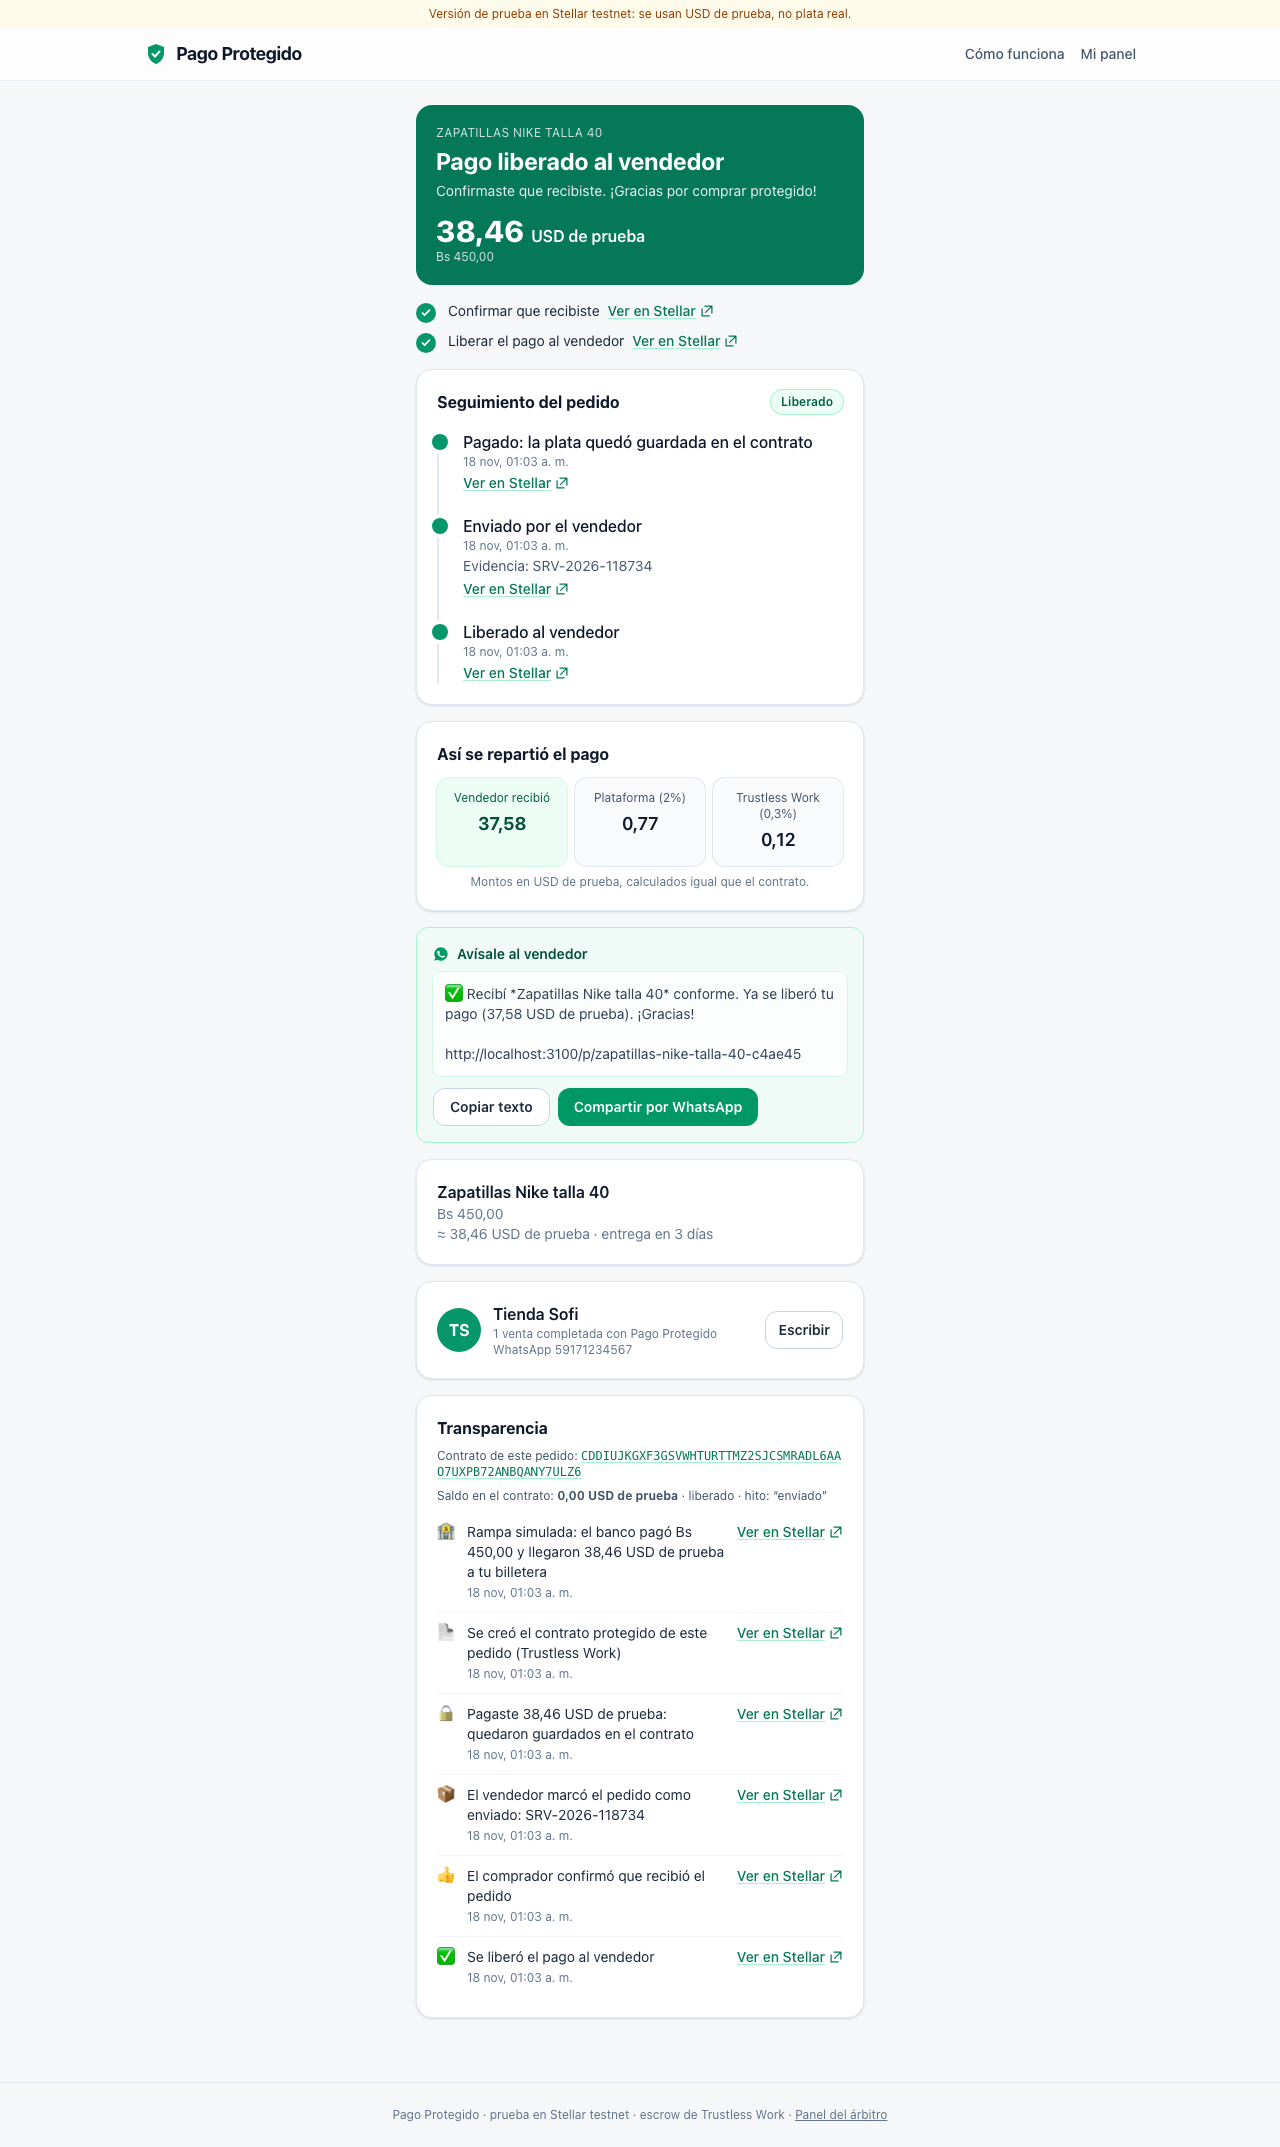 Versión de prueba en Stellar testnet: se usan USD de prueba, no plata real.
Pago Protegido
Cómo funciona
Mi panel
ZAPATILLAS NIKE TALLA 40
Pago liberado al vendedor
Confirmaste que recibiste. ¡Gracias por comprar protegido!
38,46 USD de prueba
Bs 450,00
Confirmar que recibiste Ver en Stellar
Liberar el pago al vendedor Ver en Stellar
Seguimiento del pedido
Liberado
Pagado: la plata quedó guardada en el contrato
18 nov, 01:03 a. m.
Ver en Stellar
Enviado por el vendedor
18 nov, 01:03 a. m.
Evidencia: SRV-2026-118734
Ver en Stellar
Liberado al vendedor
18 nov, 01:03 a. m.
Ver en Stellar
Así se repartió el pago
Vendedor recibió
37,58
Plataforma (2%)
0,77
Trustless Work
(0,3%)
0,12
Montos en USD de prueba, calculados igual que el contrato.
Avísale al vendedor
✅ Recibí *Zapatillas Nike talla 40* conforme. Ya se liberó tu
pago (37,58 USD de prueba). ¡Gracias!
http://localhost:3100/p/zapatillas-nike-talla-40-c4ae45
Copiar texto
Compartir por WhatsApp
Zapatillas Nike talla 40
Bs 450,00
≈ 38,46 USD de prueba · entrega en 3 días
TS
Tienda Sofi
1 venta completada con Pago Protegido
WhatsApp 59171234567
Escribir
Transparencia
Contrato de este pedido: CDDIUJKGXF3GSVWHTURTTMZ2SJCSMRADL6AA
O7UXPB72ANBQANY7ULZ6
Saldo en el contrato: 0,00 USD de prueba · liberado · hito: “enviado”
Rampa simulada: el banco pagó Bs
450,00 y llegaron 38,46 USD de prueba
a tu billetera
18 nov, 01:03 a. m.
Ver en Stellar
Se creó el contrato protegido de este
pedido (Trustless Work)
18 nov, 01:03 a. m.
Ver en Stellar
Pagaste 38,46 USD de prueba:
quedaron guardados en el contrato
18 nov, 01:03 a. m.
Ver en Stellar
El vendedor marcó el pedido como
enviado: SRV-2026-118734
18 nov, 01:03 a. m.
Ver en Stellar
El comprador confirmó que recibió el
pedido
18 nov, 01:03 a. m.
Ver en Stellar
Se liberó el pago al vendedor
18 nov, 01:03 a. m.
Ver en Stellar
Pago Protegido · prueba en Stellar testnet · escrow de Trustless Work · Panel del árbitro